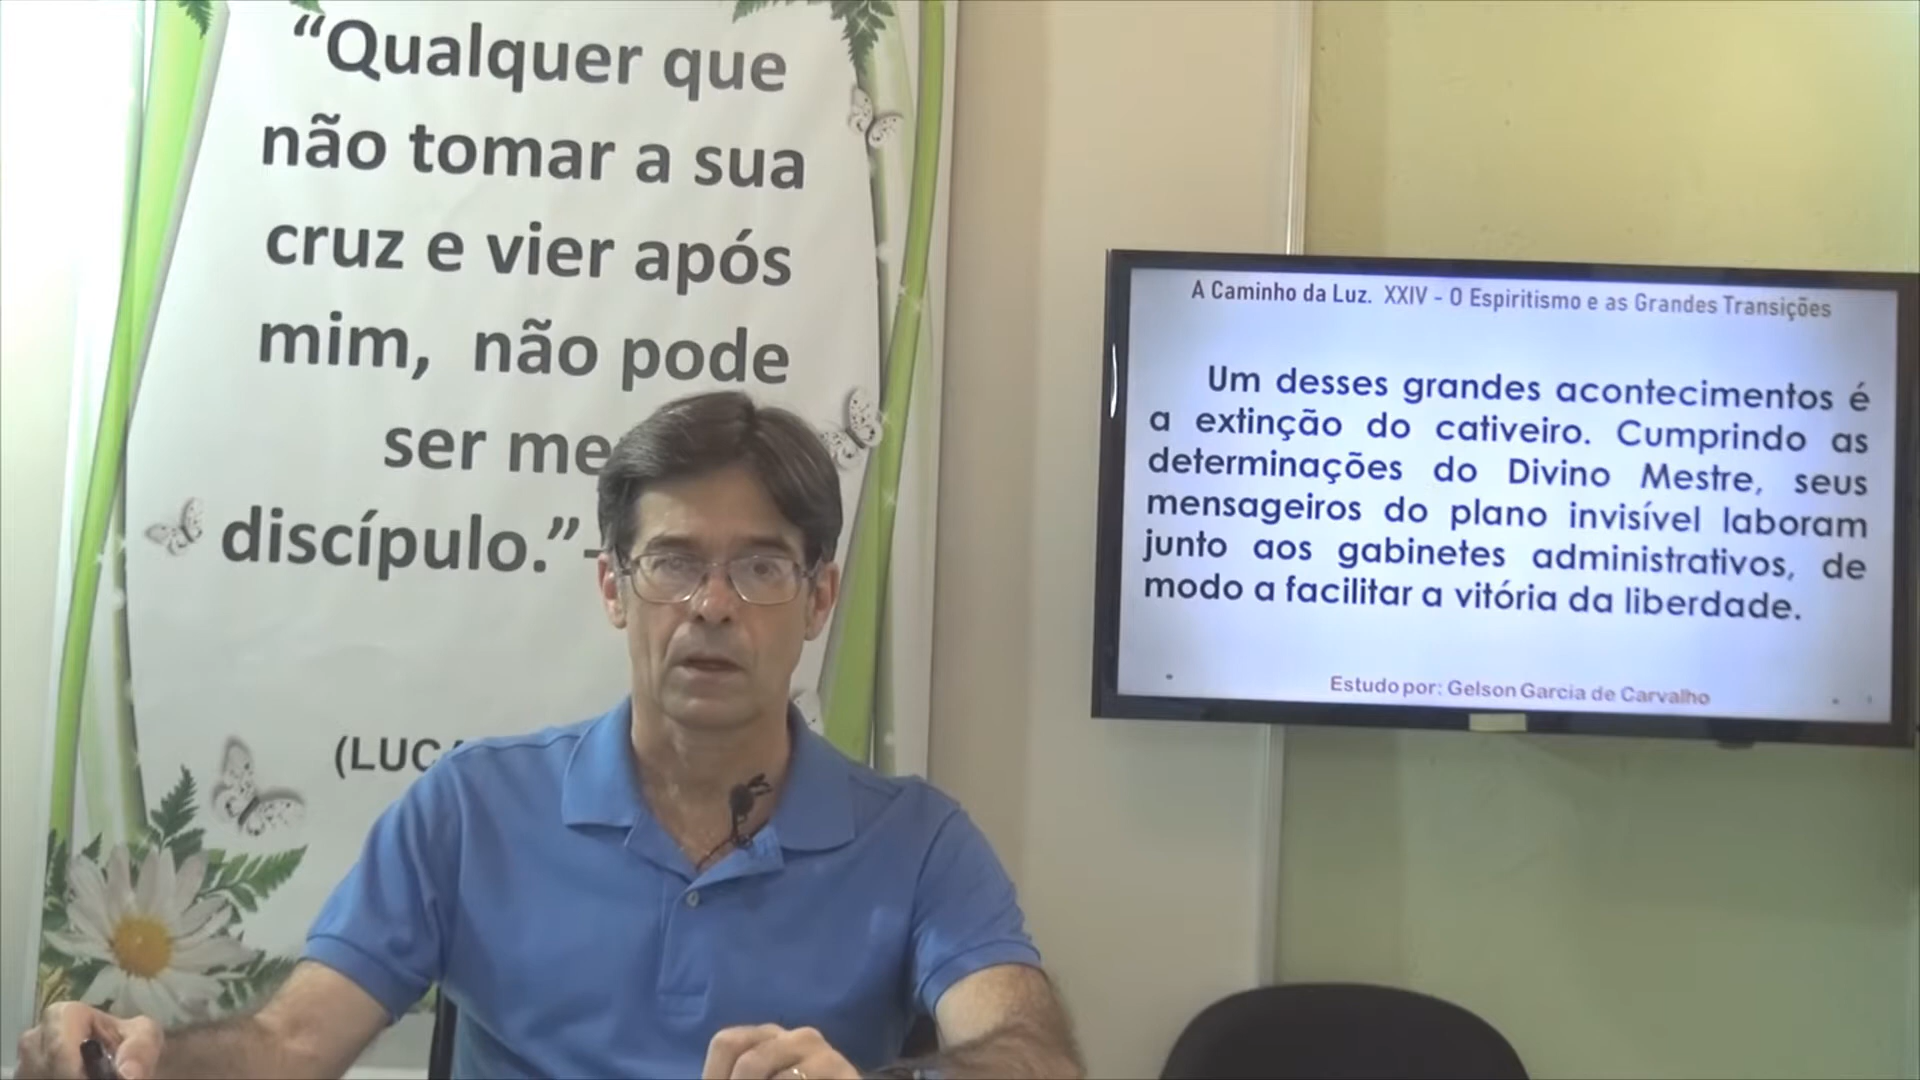 “Qualquer que
não tomar a sua
cruz e vier após
mim, não pode
ser
discípulo.”-
A Caminho da Luz. XXIV - O Espiritismo e as Grandes Transições
Um desses grandes acontecimentos é
a extinção do cativeiro. Cumprindo as
determinações do Divino Mestre, seus
mensageiros do plano invisível laboram
junto aos gabinetes administrativos, de
modo a facilitar a vitória da liberdade.
Estudo por: Gelson Garcia de Carvalho